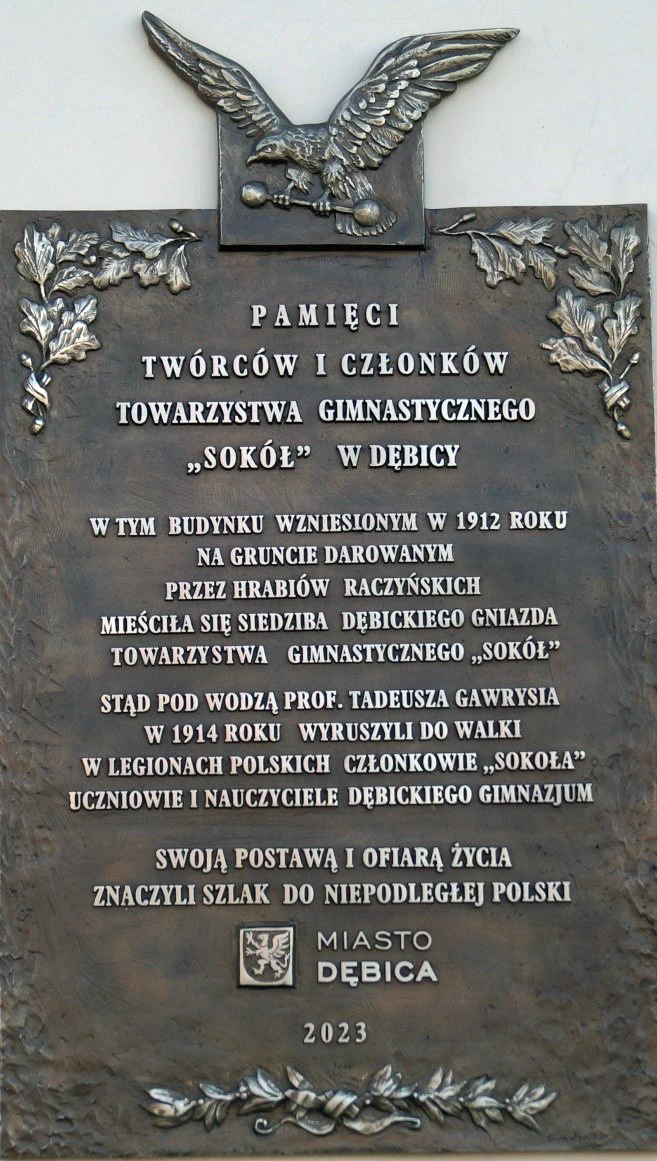 PAMIĘCI
TWÓRCÓW I CZŁONKÓW
TOWARZYSTWA GIMNASTYCZNEGO
„SOKÓŁ” W DĘBICY
W TYM BUDYNKU WZNIESIONYM W 1912 ROKU
NA GRUNCIE DAROWANYM
PRZEZ HRABIÓW RACZYŃSKICH
MIEŚCIŁA SIĘ SIEDZIBA DĘBICKIEGO GNIAZDA
TOWARZYSTWA GIMNASTYCZNEGO „SOKÓŁ”
STĄD POD WODZĄ PROF. TADEUSZA GAWRYSIA
W 1914 ROKU WYRUSZYLI DO WALKI
W LEGIONACH POLSKICH CZŁONKOWIE „SOKOŁA”
UCZNIOWIE I NAUCZYCIELE DĘBICKIEGO GIMNAZJUM
SWOJĄ POSTAWĄ I OFIARĄ ŻYCIA
ZNACZYLI SZLAK DO NIEPODLEGŁEJ POLSKI
MIASTO
DĘBICA
2023